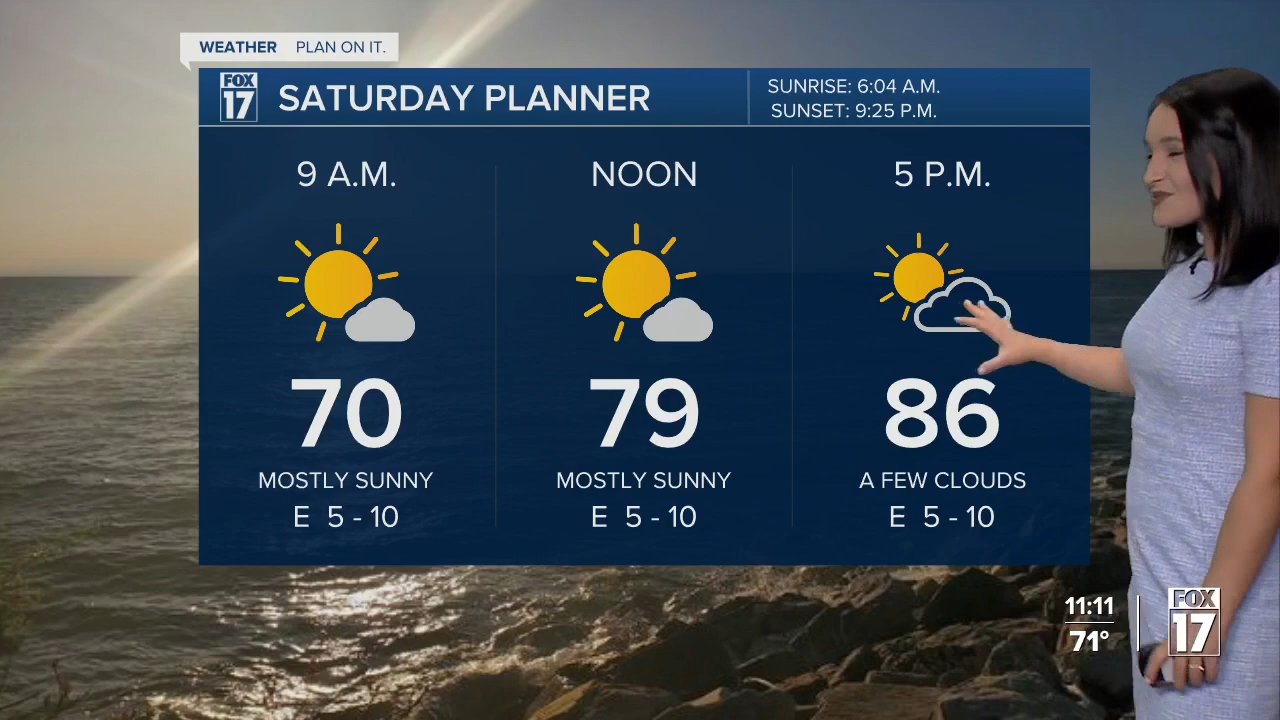 WEATHER PLAN ON IT.
FOX
17
SATURDAY PLANNER
SUNRISE: 6:04 A.M.
SUNSET: 9:25 P.M.
9 A.M.
70
MOSTLY SUNNY
E 5 - 10
NOON
79
MOSTLY SUNNY
E 5 - 10
5 P.M.
86
A FEW CLOUDS
E 5 - 10
11:11
71°
FOX
17